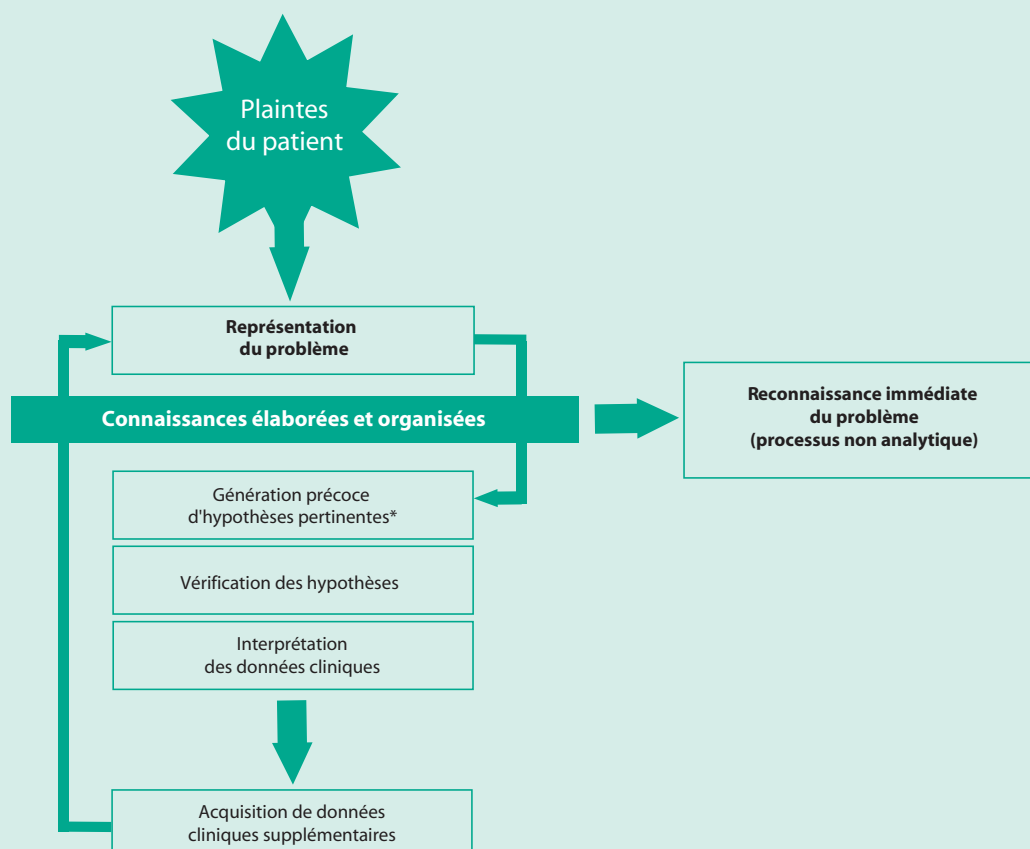 Plaintes
du patient
Représentation
du problème
Connaissances élaborées et organisées
Reconnaissance immédiate
du problème
(processus non analytique)
Génération précoce
d'hypothèses pertinentes*
Vérification des hypothèses
Interprétation
des données cliniques
Acquisition de données
cliniques supplémentaires